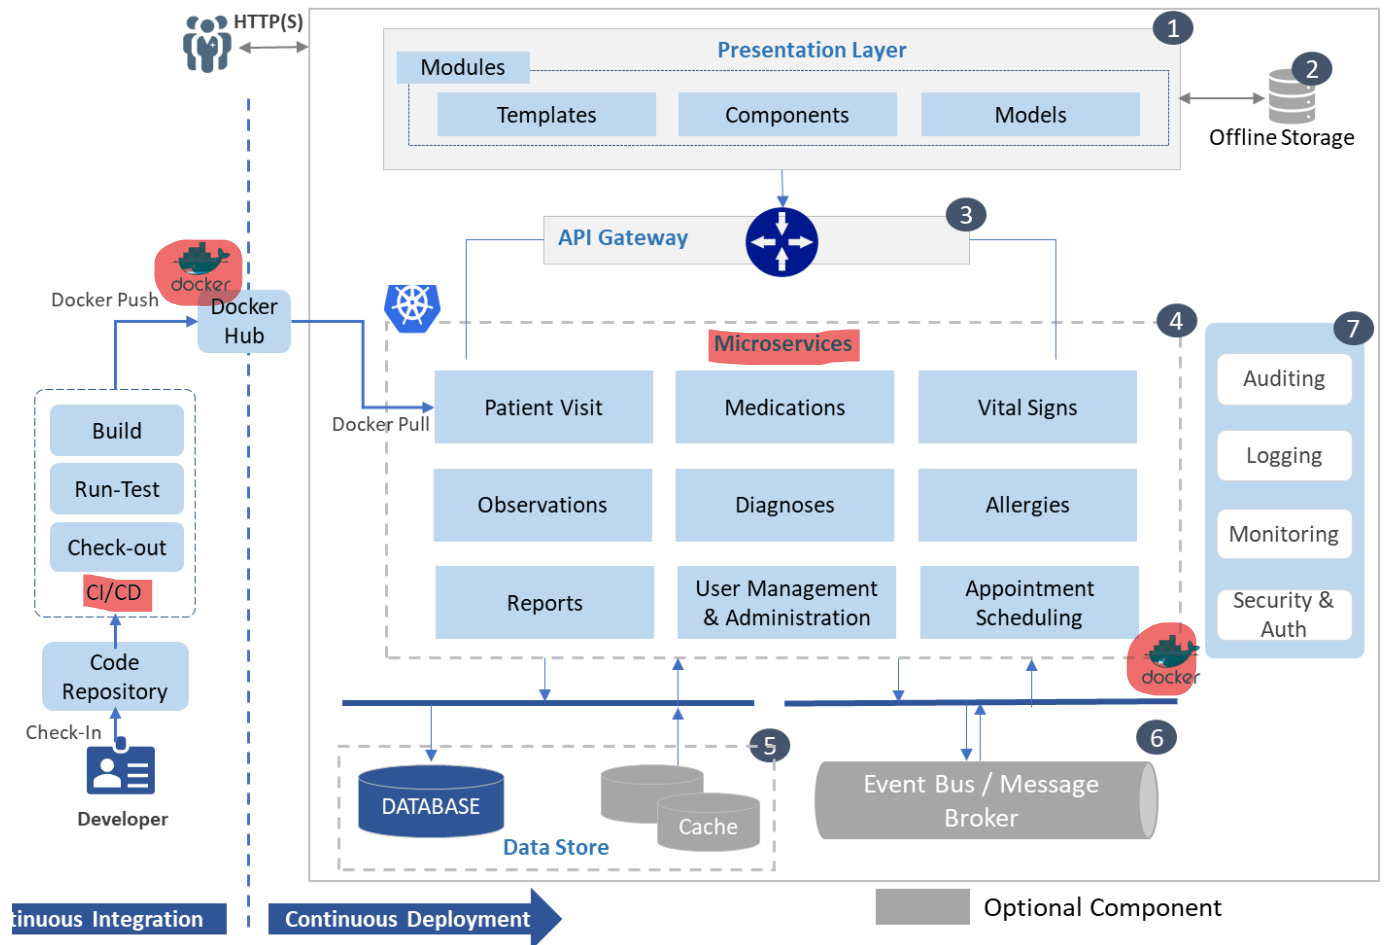 HTTP(S)
1
Presentation Layer
Modules
Templates
Components
Models
2
Offline Storage
3
API Gateway
docker
Docker Push
Docker
Hub
4
Microservices
7
Patient Visit
Medications
Vital Signs
Docker Pull
Observations
Diagnoses
Allergies
Reports
User Management
& Administration
Appointment
Scheduling
docker
Auditing
Logging
Monitoring
Security &
Auth
Build
Run-Test
Check-out
CI/CD
Code
Repository
Check-In
Developer
5
DATABASE
Cache
Data Store
6
Event Bus / Message
Broker
tinuous Integration
Continuous Deployment
Optional Component